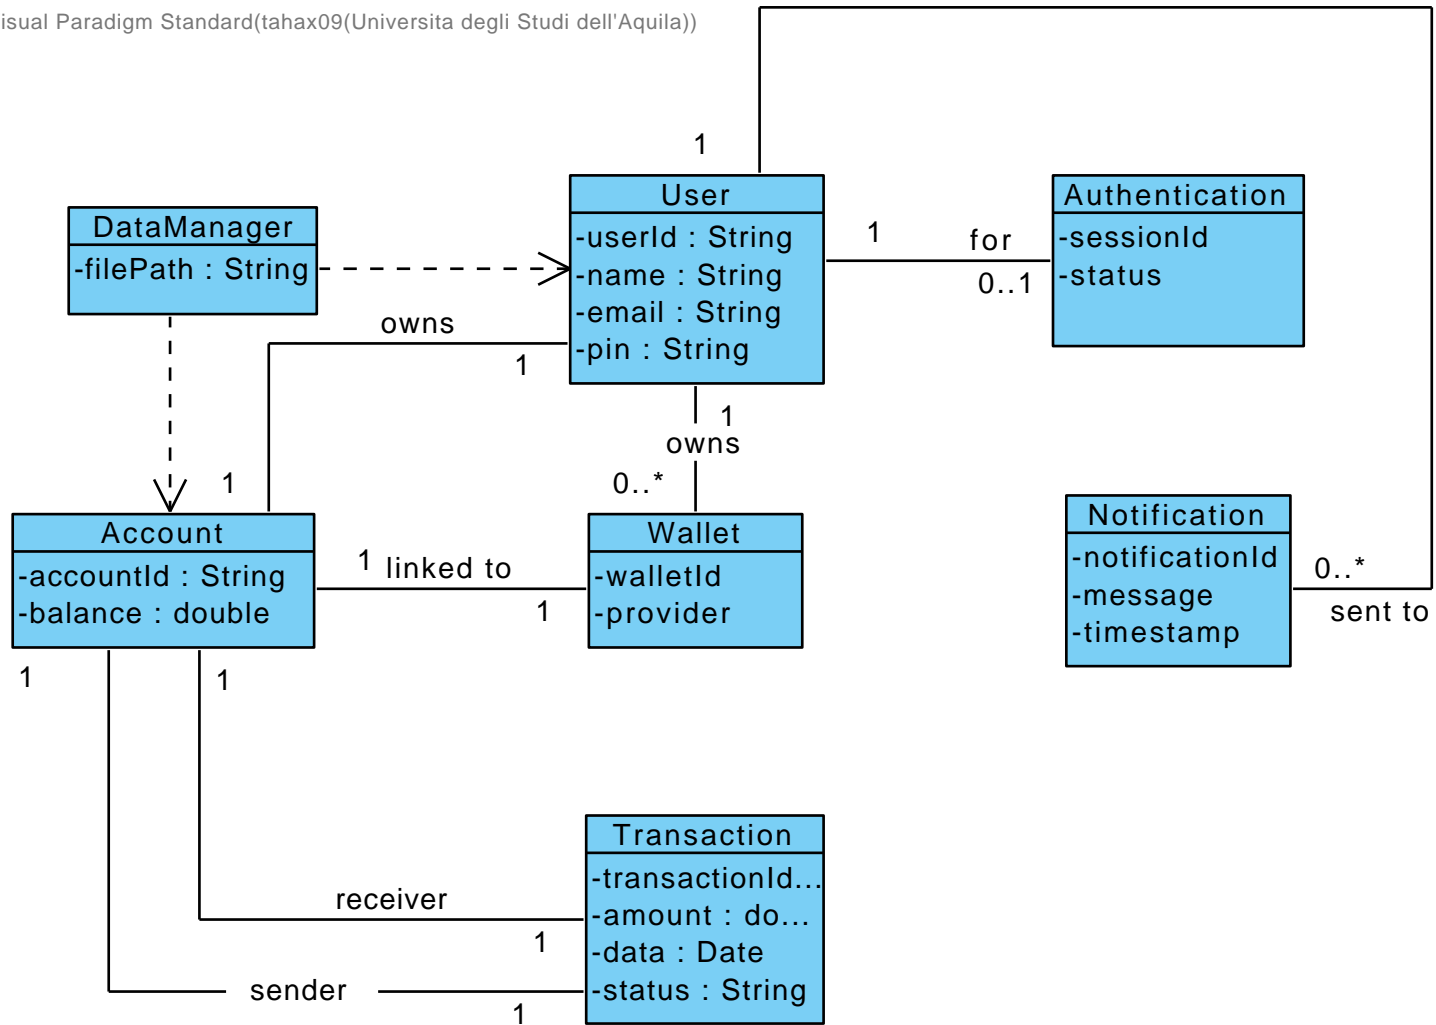 isual Paradigm Standard(tahax09(Universita degli Studi dell'Aquila))
1
User
-userId : String
-name : String
-email : String
-pin : String
Authentication
-sessionId
-status
DataManager
-filePath : String
1
for
0..1
owns
1
1
1
owns
0..*
Account
-accountId : String
-balance : double
1
linked to
1
Wallet
-walletId
-provider
Notification
-notificationId
-message
-timestamp
0..*
sent to
1
1
Transaction
-transactionId...
-amount : do...
-data : Date
-status : String
receiver
1
sender
1